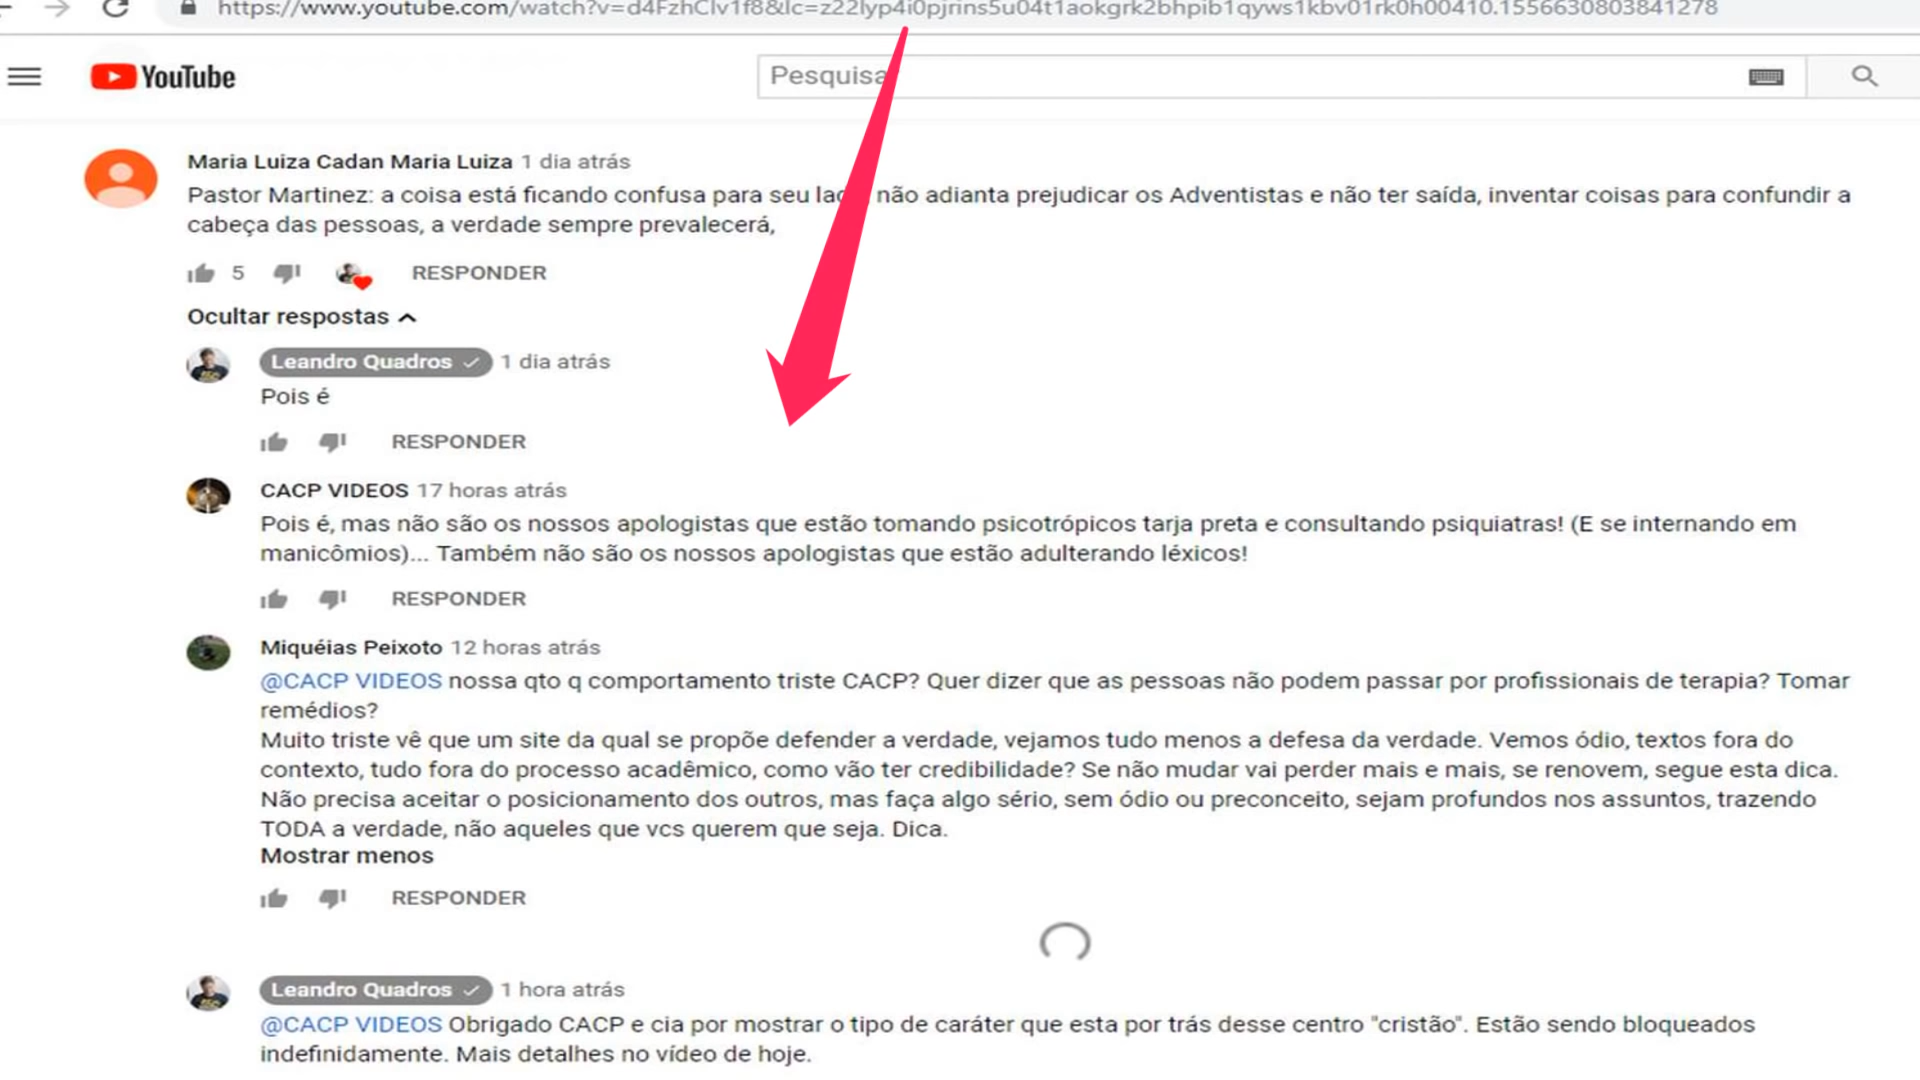 https://www.youtube.com/watch?v=d4FzhClv1f8&lc=z22lyp4i0pjrins5u04t1aokgrk2bhpib1qyws1kbv01rk0h00410.1556630803841278
YouTube
Pesquisa
Maria Luiza Cadan Maria Luiza 1 dia atrás
Pastor Martinez: a coisa está ficando confusa para seu não adianta prejudicar os Adventistas e não ter saída, inventar coisas para confundir a
cabeça das pessoas, a verdade sempre prevalecerá,
5 RESPONDER
Ocultar respostas
Leandro Quadros 1 dia atrás
Pois é
RESPONDER
CACP VIDEOS 17 horas atrás
Pois é, mas não são os nossos apologistas que estão tomando psicotrópicos tarja preta e consultando psiquiatras! (E se internando em
manicômios)... Também não são os nossos apologistas que estão adulterando léxicos!
RESPONDER
Miquéias Peixoto 12 horas atrás
@CACP VIDEOS nossa qto q comportamento triste CACP? Quer dizer que as pessoas não podem passar por profissionais de terapia? Tomar
remédios?
Muito triste vê que um site da qual se propõe defender a verdade, vejamos tudo menos a defesa da verdade. Vemos ódio, textos fora do
contexto, tudo fora do processo acadêmico, como vão ter credibilidade? Se não mudar vai perder mais e mais, se renovem, segue esta dica.
Não precisa aceitar o posicionamento dos outros, mas faça algo sério, sem ódio ou preconceito, sejam profundos nos assuntos, trazendo
TODA a verdade, não aqueles que vcs querem que seja. Dica.
Mostrar menos
RESPONDER
Leandro Quadros 1 hora atrás
@CACP VIDEOS Obrigado CACP e cia por mostrar o tipo de caráter que esta por trás desse centro "cristão". Estão sendo bloqueados
indefinidamente. Mais detalhes no vídeo de hoje.